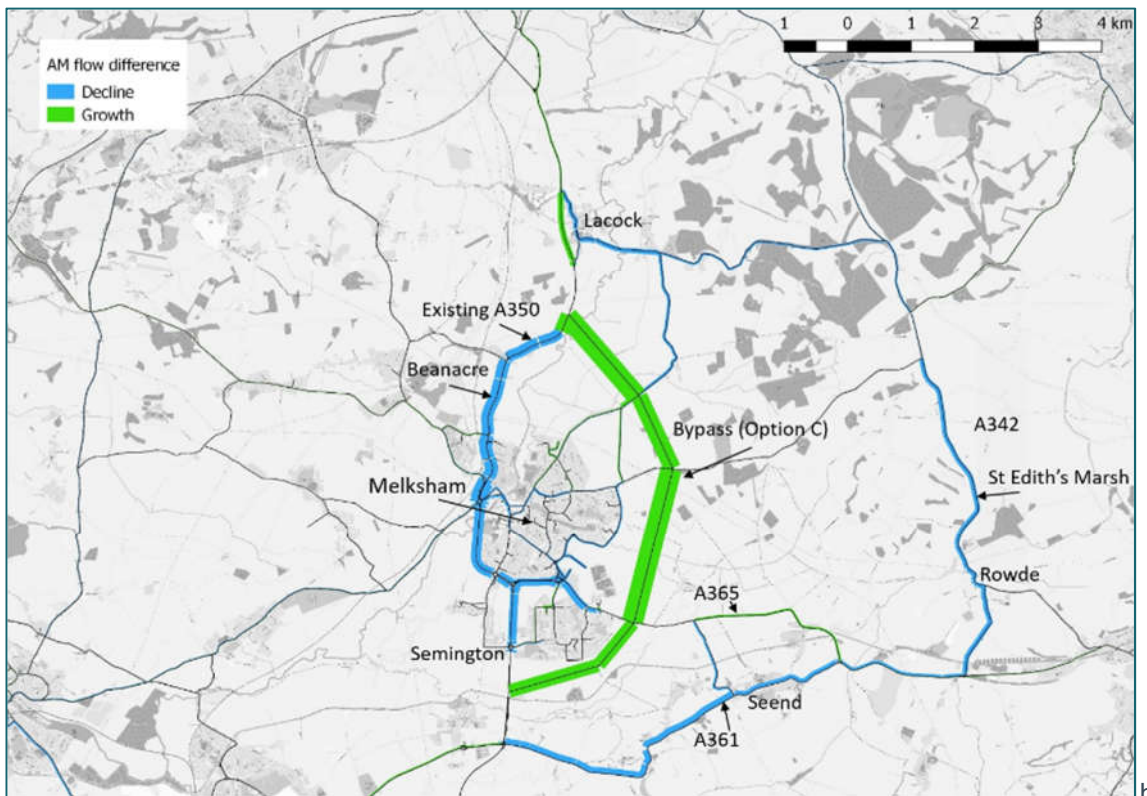 1 0 1 2 3 4 km
AM flow difference
Decline
Growth
Lacock
Existing A350
Beanacre
Bypass (Option C)
A342
St Edith's Marsh
Melksham
Rowde
A365
Semington
Seend
A361